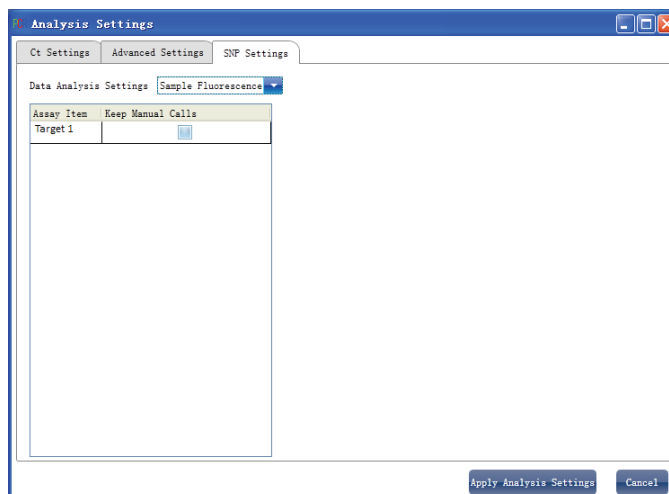 Analysis Settings
Ct Settings Advanced Settings SNP Settings
Data Analysis Settings Sample Fluorescence
Assay Item Keep Manual Calls
Target 1
Apply Analysis Settings Cancel